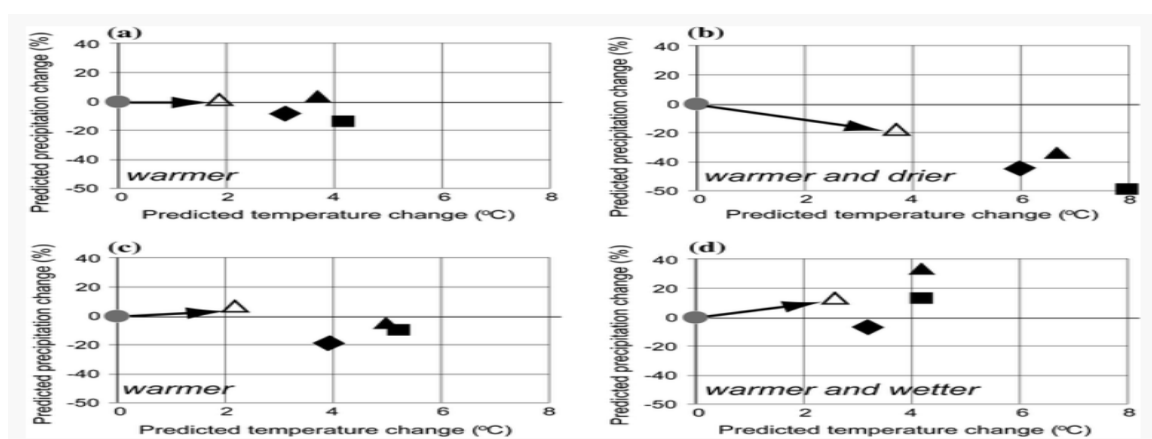 (a)
Predicted precipitation change (%)
40
20
0
-20
-40
-50
warmer
0 2 4 6 8
Predicted temperature change (ºC)
(b)
Predicted precipitation change (%)
40
20
0
-20
-40
-50
warmer and drier
0 2 4 6 8
Predicted temperature change (ºC)
(c)
Predicted precipitation change (%)
40
20
0
-20
-40
-50
warmer
0 2 4 6 8
Predicted temperature change (ºC)
(d)
Predicted precipitation change (%)
40
20
0
-20
-40
-50
warmer and wetter
0 2 4 6 8
Predicted temperature change (ºC)